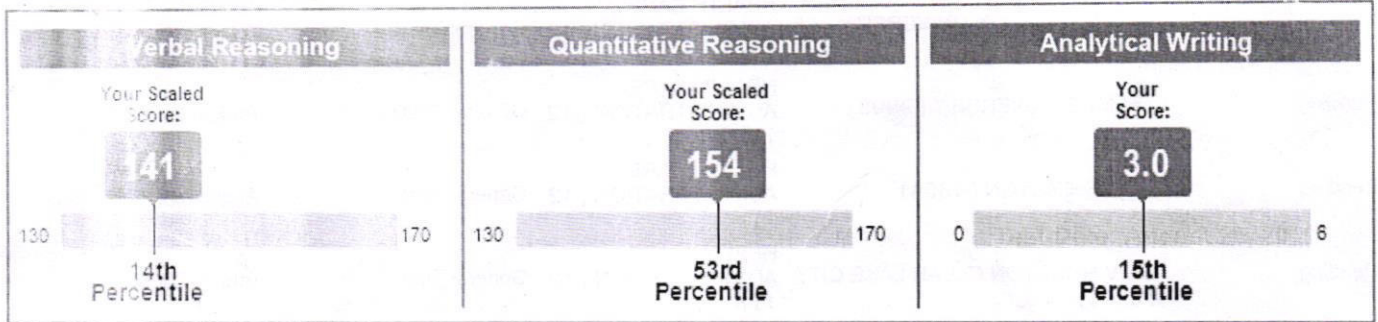 Verbal Reasoning
Your Scaled
Score:
141
130
170
14th
Percentile
Quantitative Reasoning
Your Scaled
Score:
154
130
170
53rd
Percentile
Analytical Writing
Your
Score:
3.0
0
6
15th
Percentile